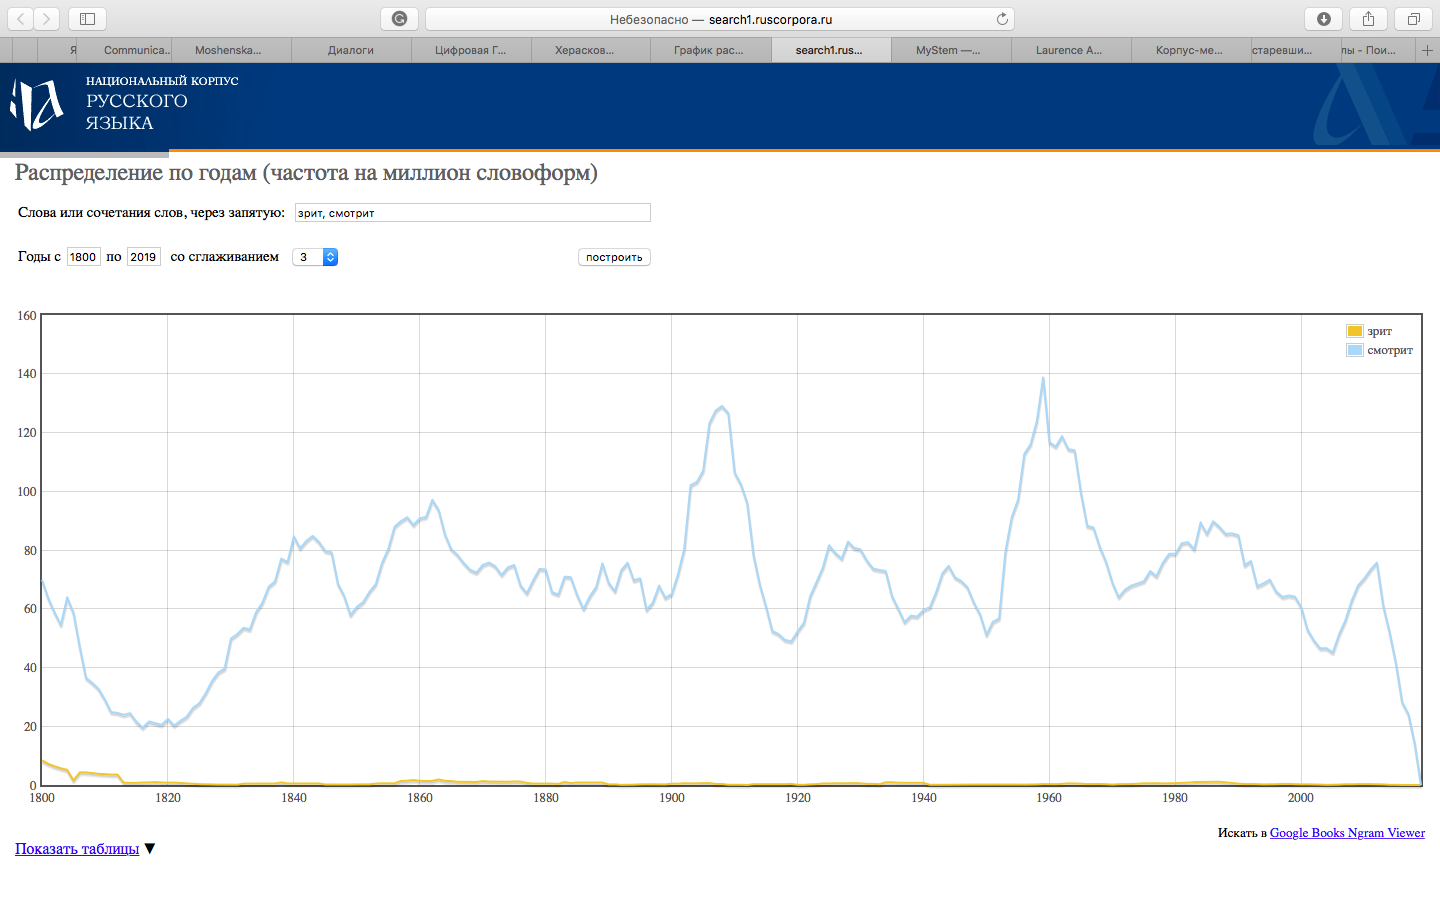 Небезопасно — search1.ruscorpora.ru
Я Communica... Moshenska... Диалоги Цифровая Г... Херасков... График рас... search1.rus... MyStem —... Laurence A... Корпус-ме... старевши... лы - Пои...
НАЦИОНАЛЬНЫЙ КОРПУС
РУССКОГО
ЯЗЫКА
Распределение по годам (частота на миллион словоформ)
Слова или сочетания слов, через запятую: зрит, смотрит
Годы с 1800 по 2019 со сглаживанием 3 построить
160
зрит
смотрит
140
120
100
80
60
40
20
0
1800 1820 1840 1860 1880 1900 1920 1940 1960 1980 2000
Искать в Google Books Ngram Viewer
Показать таблицы ▼